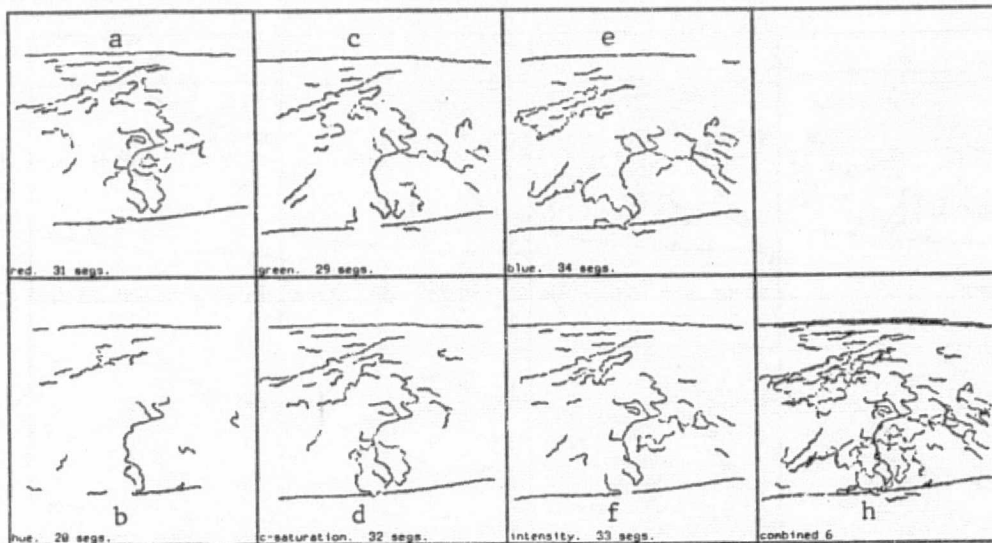 a c e
red. 31 segs. green. 29 segs. blue. 34 segs.
b d f h
hue. 20 segs. c-saturation. 32 segs. intensity. 33 segs. combined 6